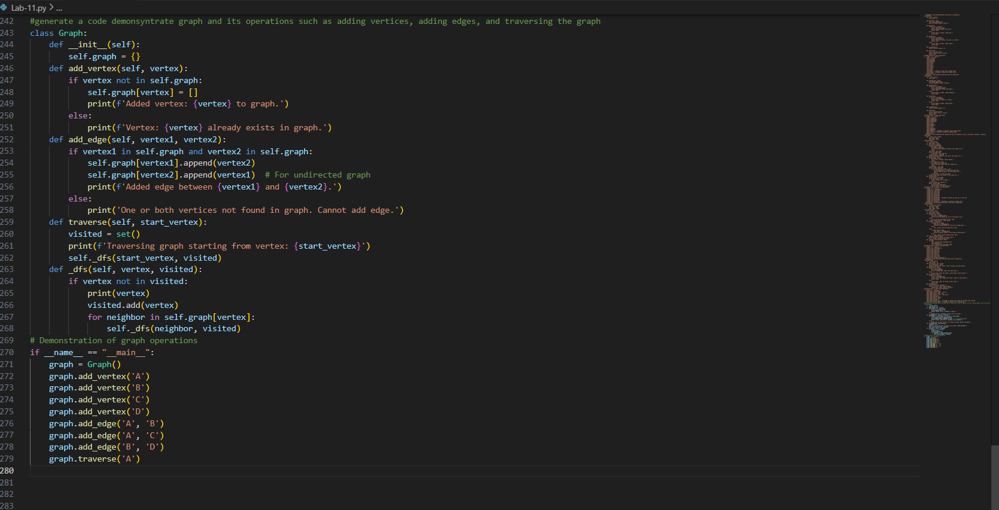 Lab-11.py > ...
242 #generate a code demonsyntrate graph and its operations such as adding vertices, adding edges, and traversing the graph
243 class Graph:
244     def __init__(self):
245         self.graph = {}
246     def add_vertex(self, vertex):
247         if vertex not in self.graph:
248             self.graph[vertex] = []
249             print(f'Added vertex: {vertex} to graph.')
250         else:
251             print(f'Vertex: {vertex} already exists in graph.')
252     def add_edge(self, vertex1, vertex2):
253         if vertex1 in self.graph and vertex2 in self.graph:
254             self.graph[vertex1].append(vertex2)
255             self.graph[vertex2].append(vertex1)  # For undirected graph
256             print(f'Added edge between {vertex1} and {vertex2}.')
257         else:
258             print('One or both vertices not found in graph. Cannot add edge.')
259     def traverse(self, start_vertex):
260         visited = set()
261         print(f'Traversing graph starting from vertex: {start_vertex}')
262         self._dfs(start_vertex, visited)
263     def _dfs(self, vertex, visited):
264         if vertex not in visited:
265             print(vertex)
266             visited.add(vertex)
267             for neighbor in self.graph[vertex]:
268                 self._dfs(neighbor, visited)
269 # Demonstration of graph operations
270 if __name__ == "__main__":
271     graph = Graph()
272     graph.add_vertex('A')
273     graph.add_vertex('B')
274     graph.add_vertex('C')
275     graph.add_vertex('D')
276     graph.add_edge('A', 'B')
277     graph.add_edge('A', 'C')
278     graph.add_edge('B', 'D')
279     graph.traverse('A')
280
281
282
283